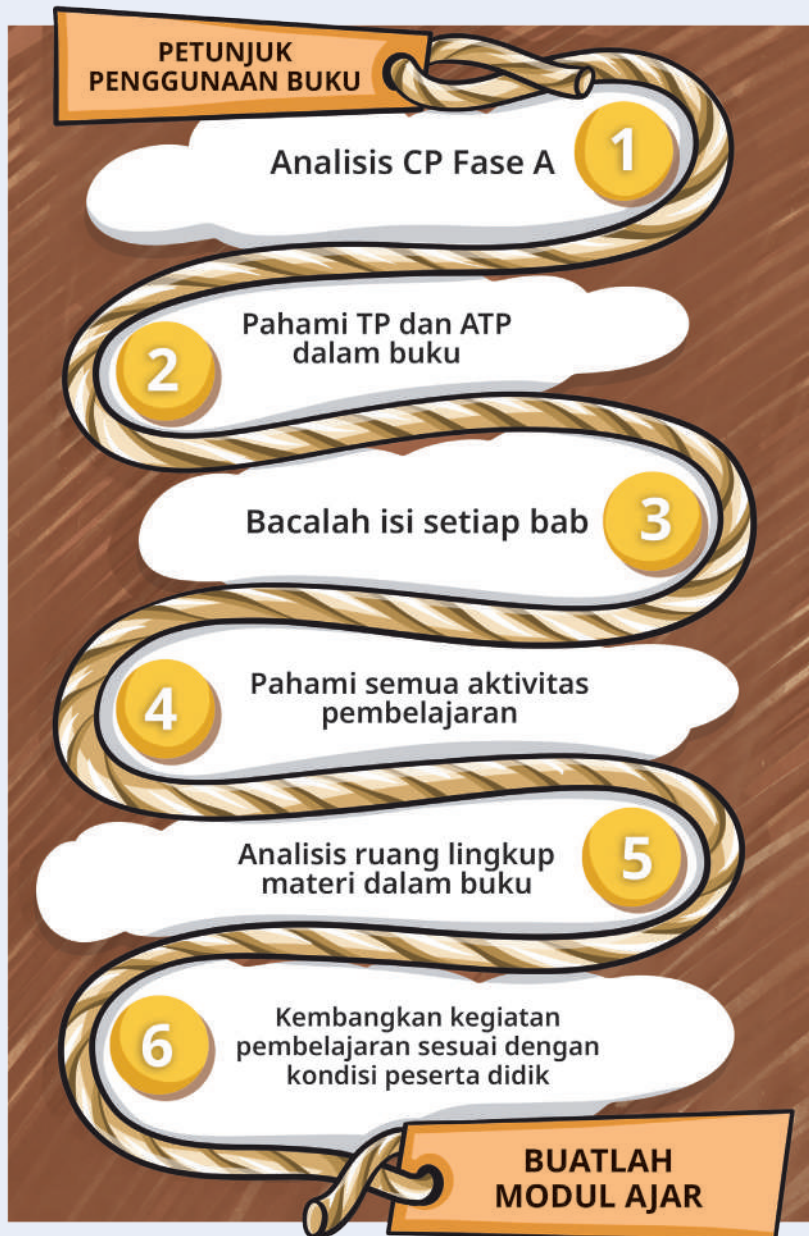 PETUNJUK
PENGGUNAAN BUKU
Analisis CP Fase A
1
Pahami TP dan ATP
dalam buku
2
Bacalah isi setiap bab
3
Pahami semua aktivitas
pembelajaran
4
Analisis ruang lingkup
materi dalam buku
5
Kembangkan kegiatan
pembelajaran sesuai dengan
kondisi peserta didik
6
BUATLAH
MODUL AJAR